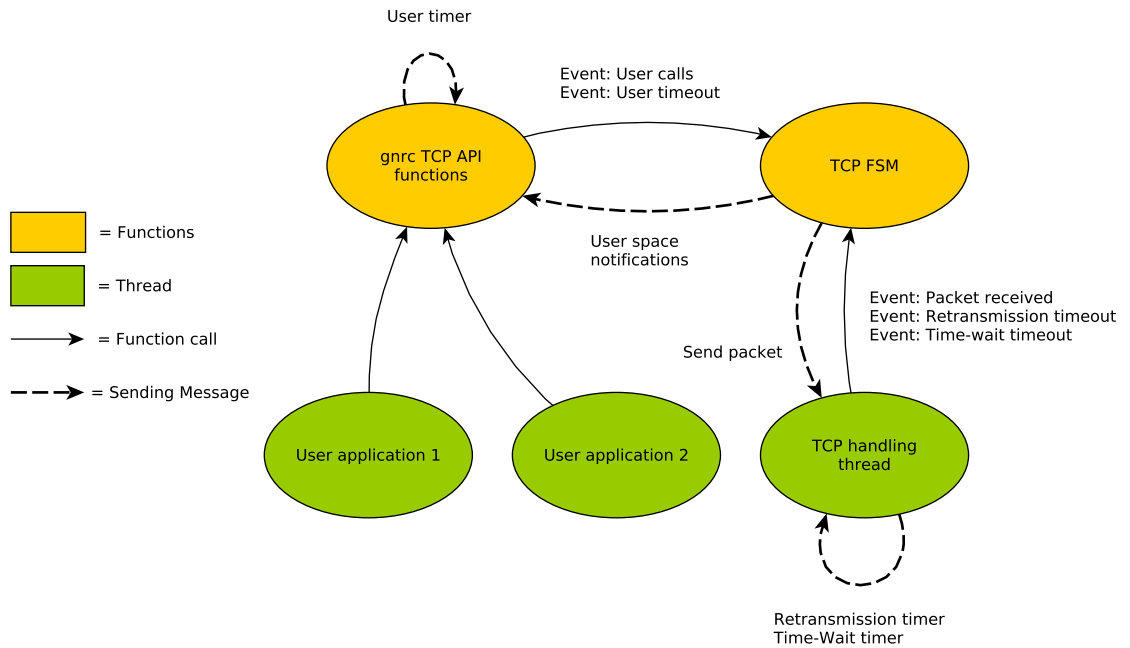 User timer
Event: User calls
Event: User timeout
gnrc TCP API
functions
TCP FSM
= Functions
User space
notifications
= Thread
Event: Packet received
Event: Retransmission timeout
Event: Time-wait timeout
= Function call
Send packet
= Sending Message
User application 1
User application 2
TCP handling
thread
Retransmission timer
Time-Wait timer